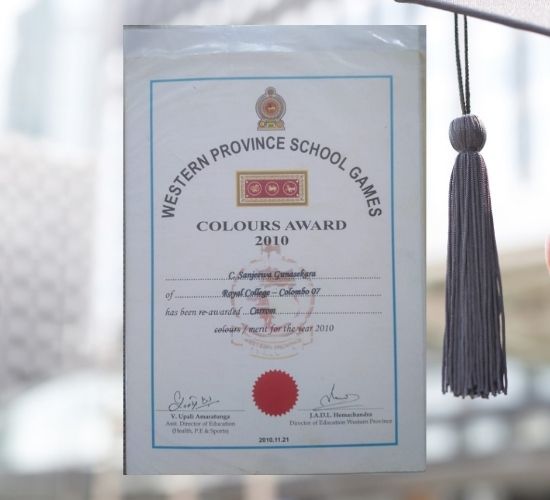 WESTERN PROVINCE SCHOOL GAMES
COLOURS AWARD
2010
C. Sanjeewa Gunasekara
of Royal College – Colombo 07
has been re-awarded Carrom
colours / merit for the year 2010
WESTERN PROVINCE
V. Upali Amaratunga
Asst. Director of Education
(Health, P.E & Sports)
J.A.D.L. Hemachandra
Director of Education Western Province
2010.11.21